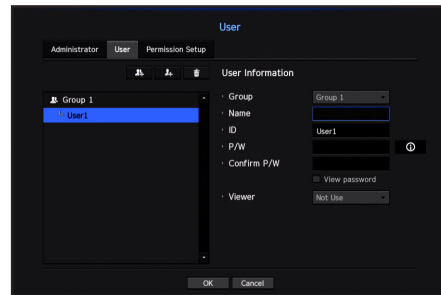 User
Administrator User Permission Setup
User Information
Group 1
User1
Group Group 1
Name
ID User1
P/W
Confirm P/W
View password
Viewer Not Use
OK Cancel